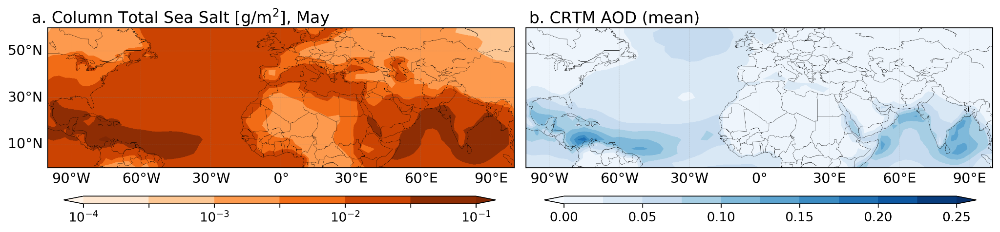 a. Column Total Sea Salt [g/m²], May
b. CRTM AOD (mean)
50°N
30°N
10°N
90°W 60°W 30°W 0° 30°E 60°E 90°E
90°W 60°W 30°W 0° 30°E 60°E 90°E
10⁻⁴ 10⁻³ 10⁻² 10⁻¹
0.00 0.05 0.10 0.15 0.20 0.25